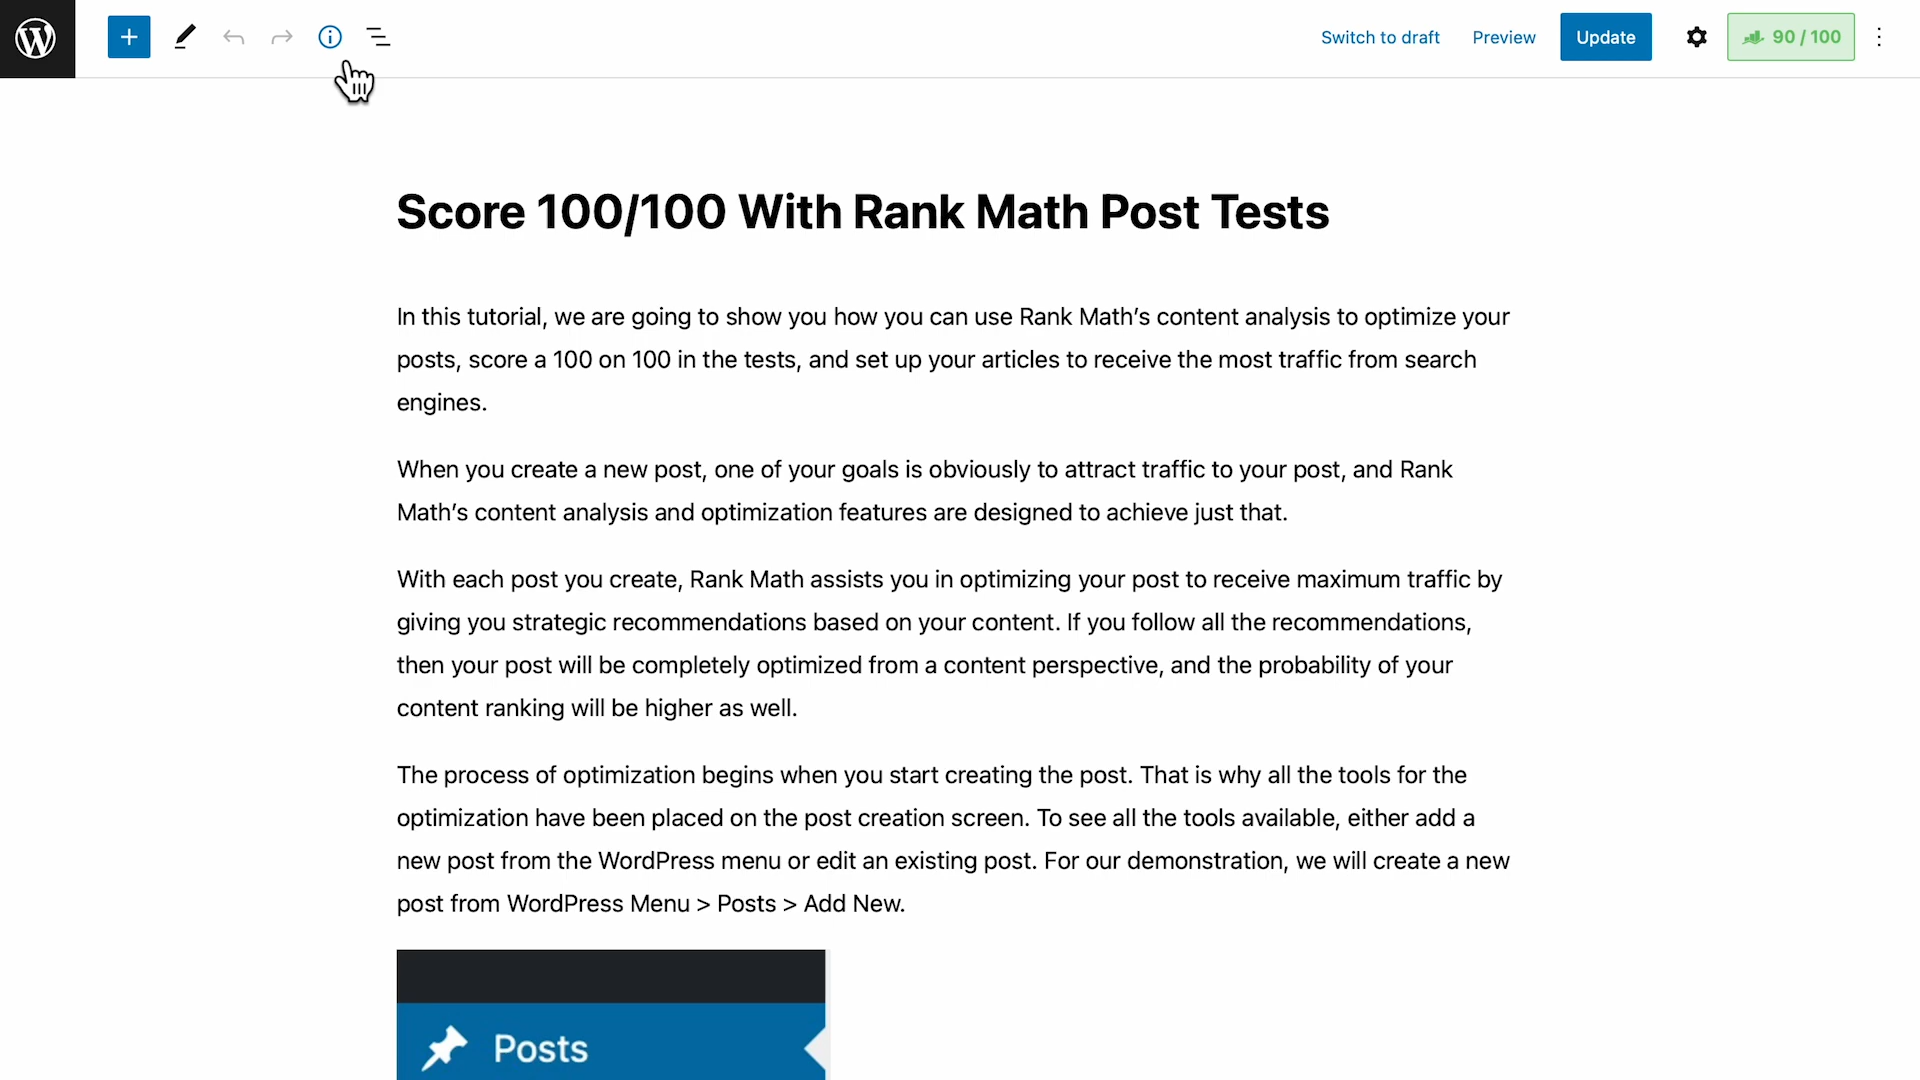 Switch to draft Preview Update 90 / 100
Score 100/100 With Rank Math Post Tests
In this tutorial, we are going to show you how you can use Rank Math’s content analysis to optimize your
posts, score a 100 on 100 in the tests, and set up your articles to receive the most traffic from search
engines.
When you create a new post, one of your goals is obviously to attract traffic to your post, and Rank
Math’s content analysis and optimization features are designed to achieve just that.
With each post you create, Rank Math assists you in optimizing your post to receive maximum traffic by
giving you strategic recommendations based on your content. If you follow all the recommendations,
then your post will be completely optimized from a content perspective, and the probability of your
content ranking will be higher as well.
The process of optimization begins when you start creating the post. That is why all the tools for the
optimization have been placed on the post creation screen. To see all the tools available, either add a
new post from the WordPress menu or edit an existing post. For our demonstration, we will create a new
post from WordPress Menu > Posts > Add New.
Posts